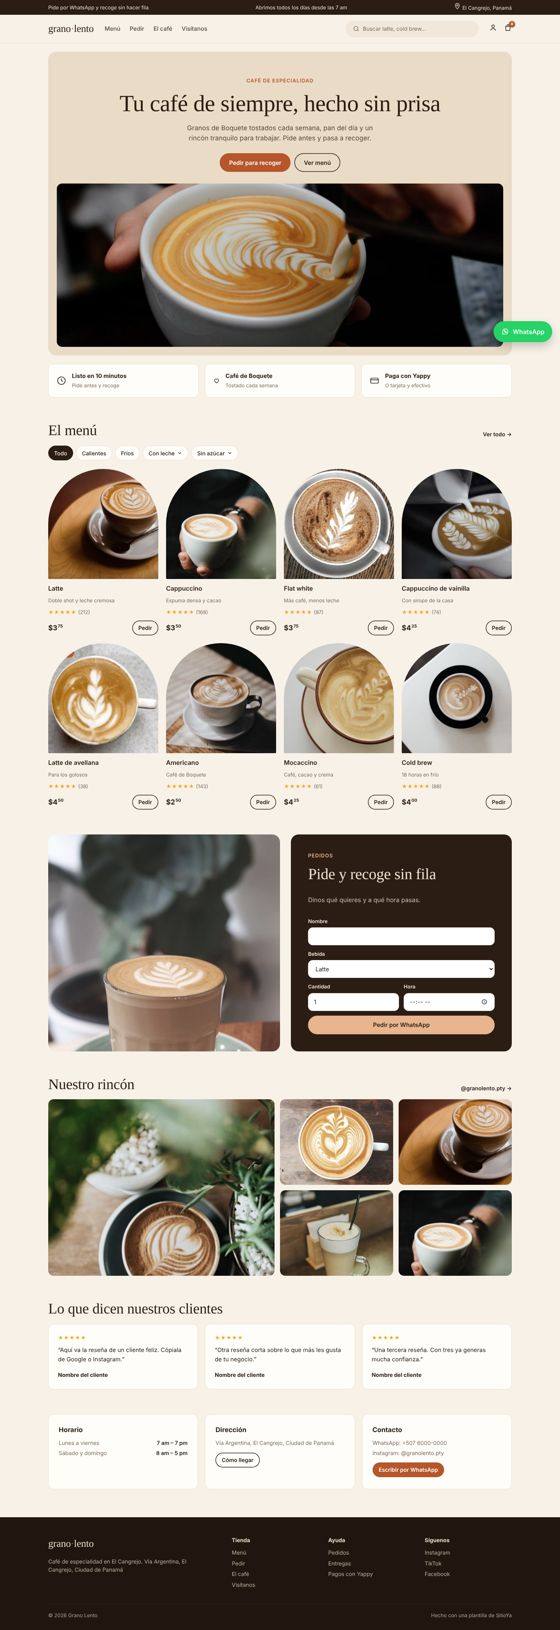 Pide por WhatsApp y recoge sin hacer fila
Abrimos todos los días desde las 7 am
El Cangrejo, Panamá
grano·lento
Menú
Pedir
El café
Visítanos
Buscar latte, cold brew...
CAFÉ DE ESPECIALIDAD
Tu café de siempre, hecho sin prisa
Granos de Boquete tostados cada semana, pan del día y un
rincón tranquilo para trabajar. Pide antes y pasa a recoger.
Pedir para recoger
Ver menú
WhatsApp
Listo en 10 minutos
Pide antes y recoge
Café de Boquete
Tostado cada semana
Paga con Yappy
O tarjeta y efectivo
El menú
Ver todo →
Todo
Calientes
Fríos
Con leche
Sin azúcar
Latte
Doble shot y leche cremosa
★★★★★ (212)
$3.75
Pedir
Cappuccino
Espuma densa y cacao
★★★★★ (168)
$3.50
Pedir
Flat white
Más café, menos leche
★★★★★ (97)
$3.75
Pedir
Cappuccino de vainilla
Con sirope de la casa
★★★★★ (74)
$4.25
Pedir
Latte de avellana
Para los golosos
★★★★★ (38)
$4.50
Pedir
Americano
Café de Boquete
★★★★★ (143)
$2.50
Pedir
Mocaccino
Café, cacao y crema
★★★★★ (61)
$4.25
Pedir
Cold brew
18 horas en frío
★★★★★ (88)
$4.00
Pedir
PEDIDOS
Pide y recoge sin fila
Dinos qué quieres y a qué hora pasas.
Nombre
Bebida
Latte
Cantidad
Hora
1
--:-- --
Pedir por WhatsApp
Nuestro rincón
@granolento.pty →
Lo que dicen nuestros clientes
★★★★★
“Aquí va la reseña de un cliente feliz. Cópiala
de Google o Instagram.”
Nombre del cliente
★★★★★
“Otra reseña corta sobre lo que más les gusta
de tu negocio.”
Nombre del cliente
★★★★★
“Una tercera reseña. Con tres ya generas
mucha confianza.”
Nombre del cliente
Horario
Lunes a viernes
7 am – 7 pm
Sábado y domingo
8 am – 5 pm
Dirección
Vía Argentina, El Cangrejo, Ciudad de Panamá
Cómo llegar
Contacto
WhatsApp: +507 6000-0000
Instagram: @granolento.pty
Escribir por WhatsApp
grano·lento
Café de especialidad en El Cangrejo. Vía Argentina, El
Cangrejo, Ciudad de Panamá
Tienda
Menú
Pedir
El café
Visítanos
Ayuda
Pedidos
Entregas
Pagos con Yappy
Síguenos
Instagram
TikTok
Facebook
© 2026 Grano Lento
Hecho con una plantilla de SitioYa